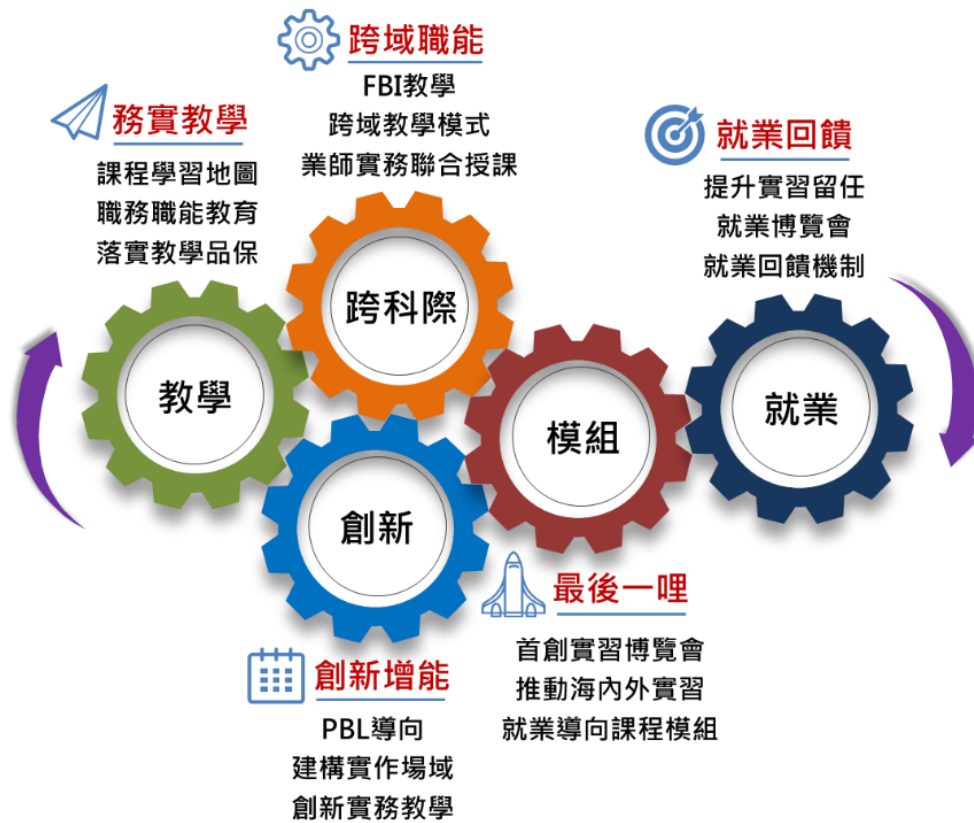 務實教學
課程學習地圖
職務職能教育
落實教學品保
教學
跨域職能
FBI教學
跨域教學模式
業師實務聯合授課
跨科際
創新
創新增能
PBL導向
建構實作場域
創新實務教學
模組
最後一哩
首創實習博覽會
推動海內外實習
就業導向課程模組
就業回饋
提升實習留任
就業博覽會
就業回饋機制
就業